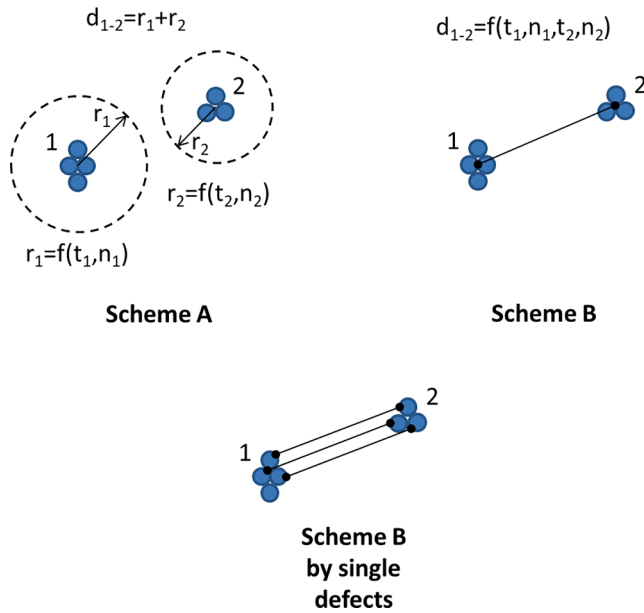 d₁₋₂=r₁+r₂
1
r₁
2
r₂
r₂=f(t₂,n₂)
r₁=f(t₁,n₁)
Scheme A
d₁₋₂=f(t₁,n₁,t₂,n₂)
2
1
Scheme B
2
1
Scheme B
by single
defects